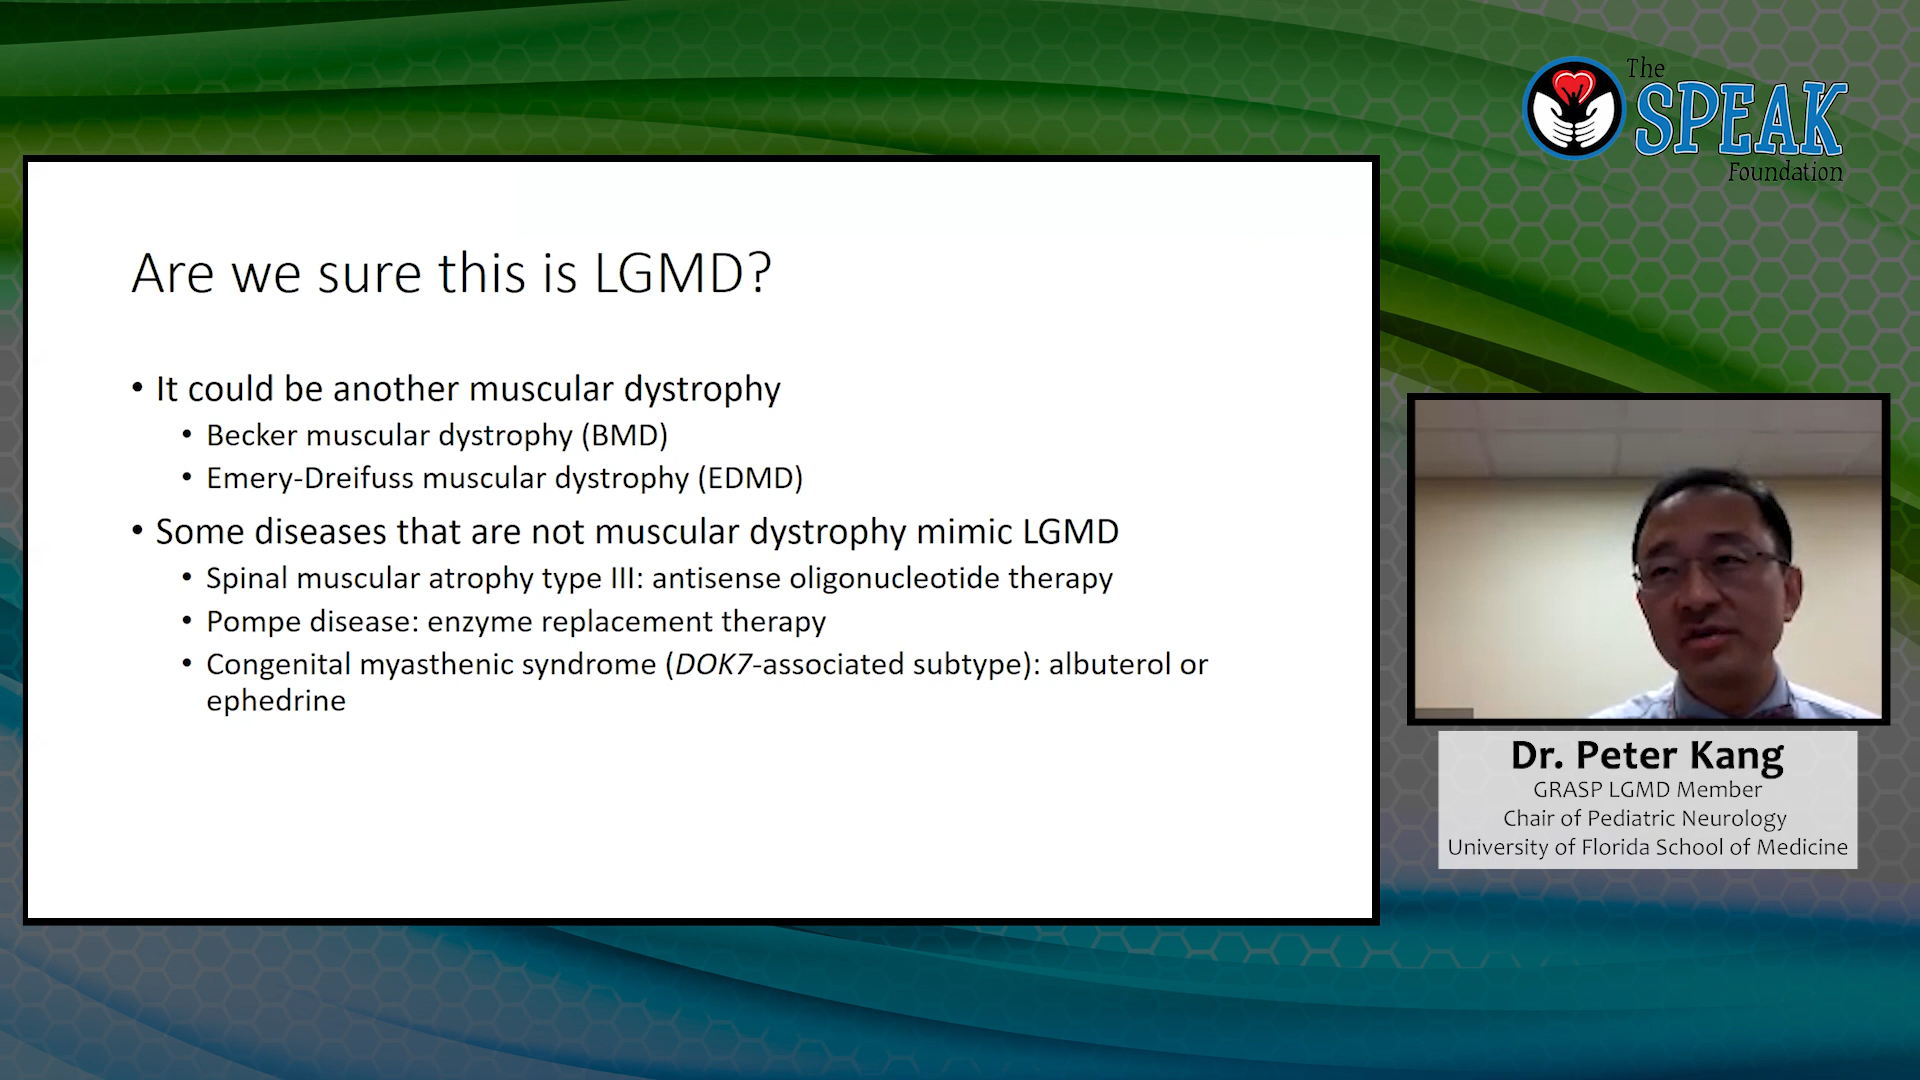 The
SPEAK
Foundation
Are we sure this is LGMD?
• It could be another muscular dystrophy
• Becker muscular dystrophy (BMD)
• Emery-Dreifuss muscular dystrophy (EDMD)
• Some diseases that are not muscular dystrophy mimic LGMD
• Spinal muscular atrophy type III: antisense oligonucleotide therapy
• Pompe disease: enzyme replacement therapy
• Congenital myasthenic syndrome (DOK7-associated subtype): albuterol or
ephedrine
Dr. Peter Kang
GRASP LGMD Member
Chair of Pediatric Neurology
University of Florida School of Medicine